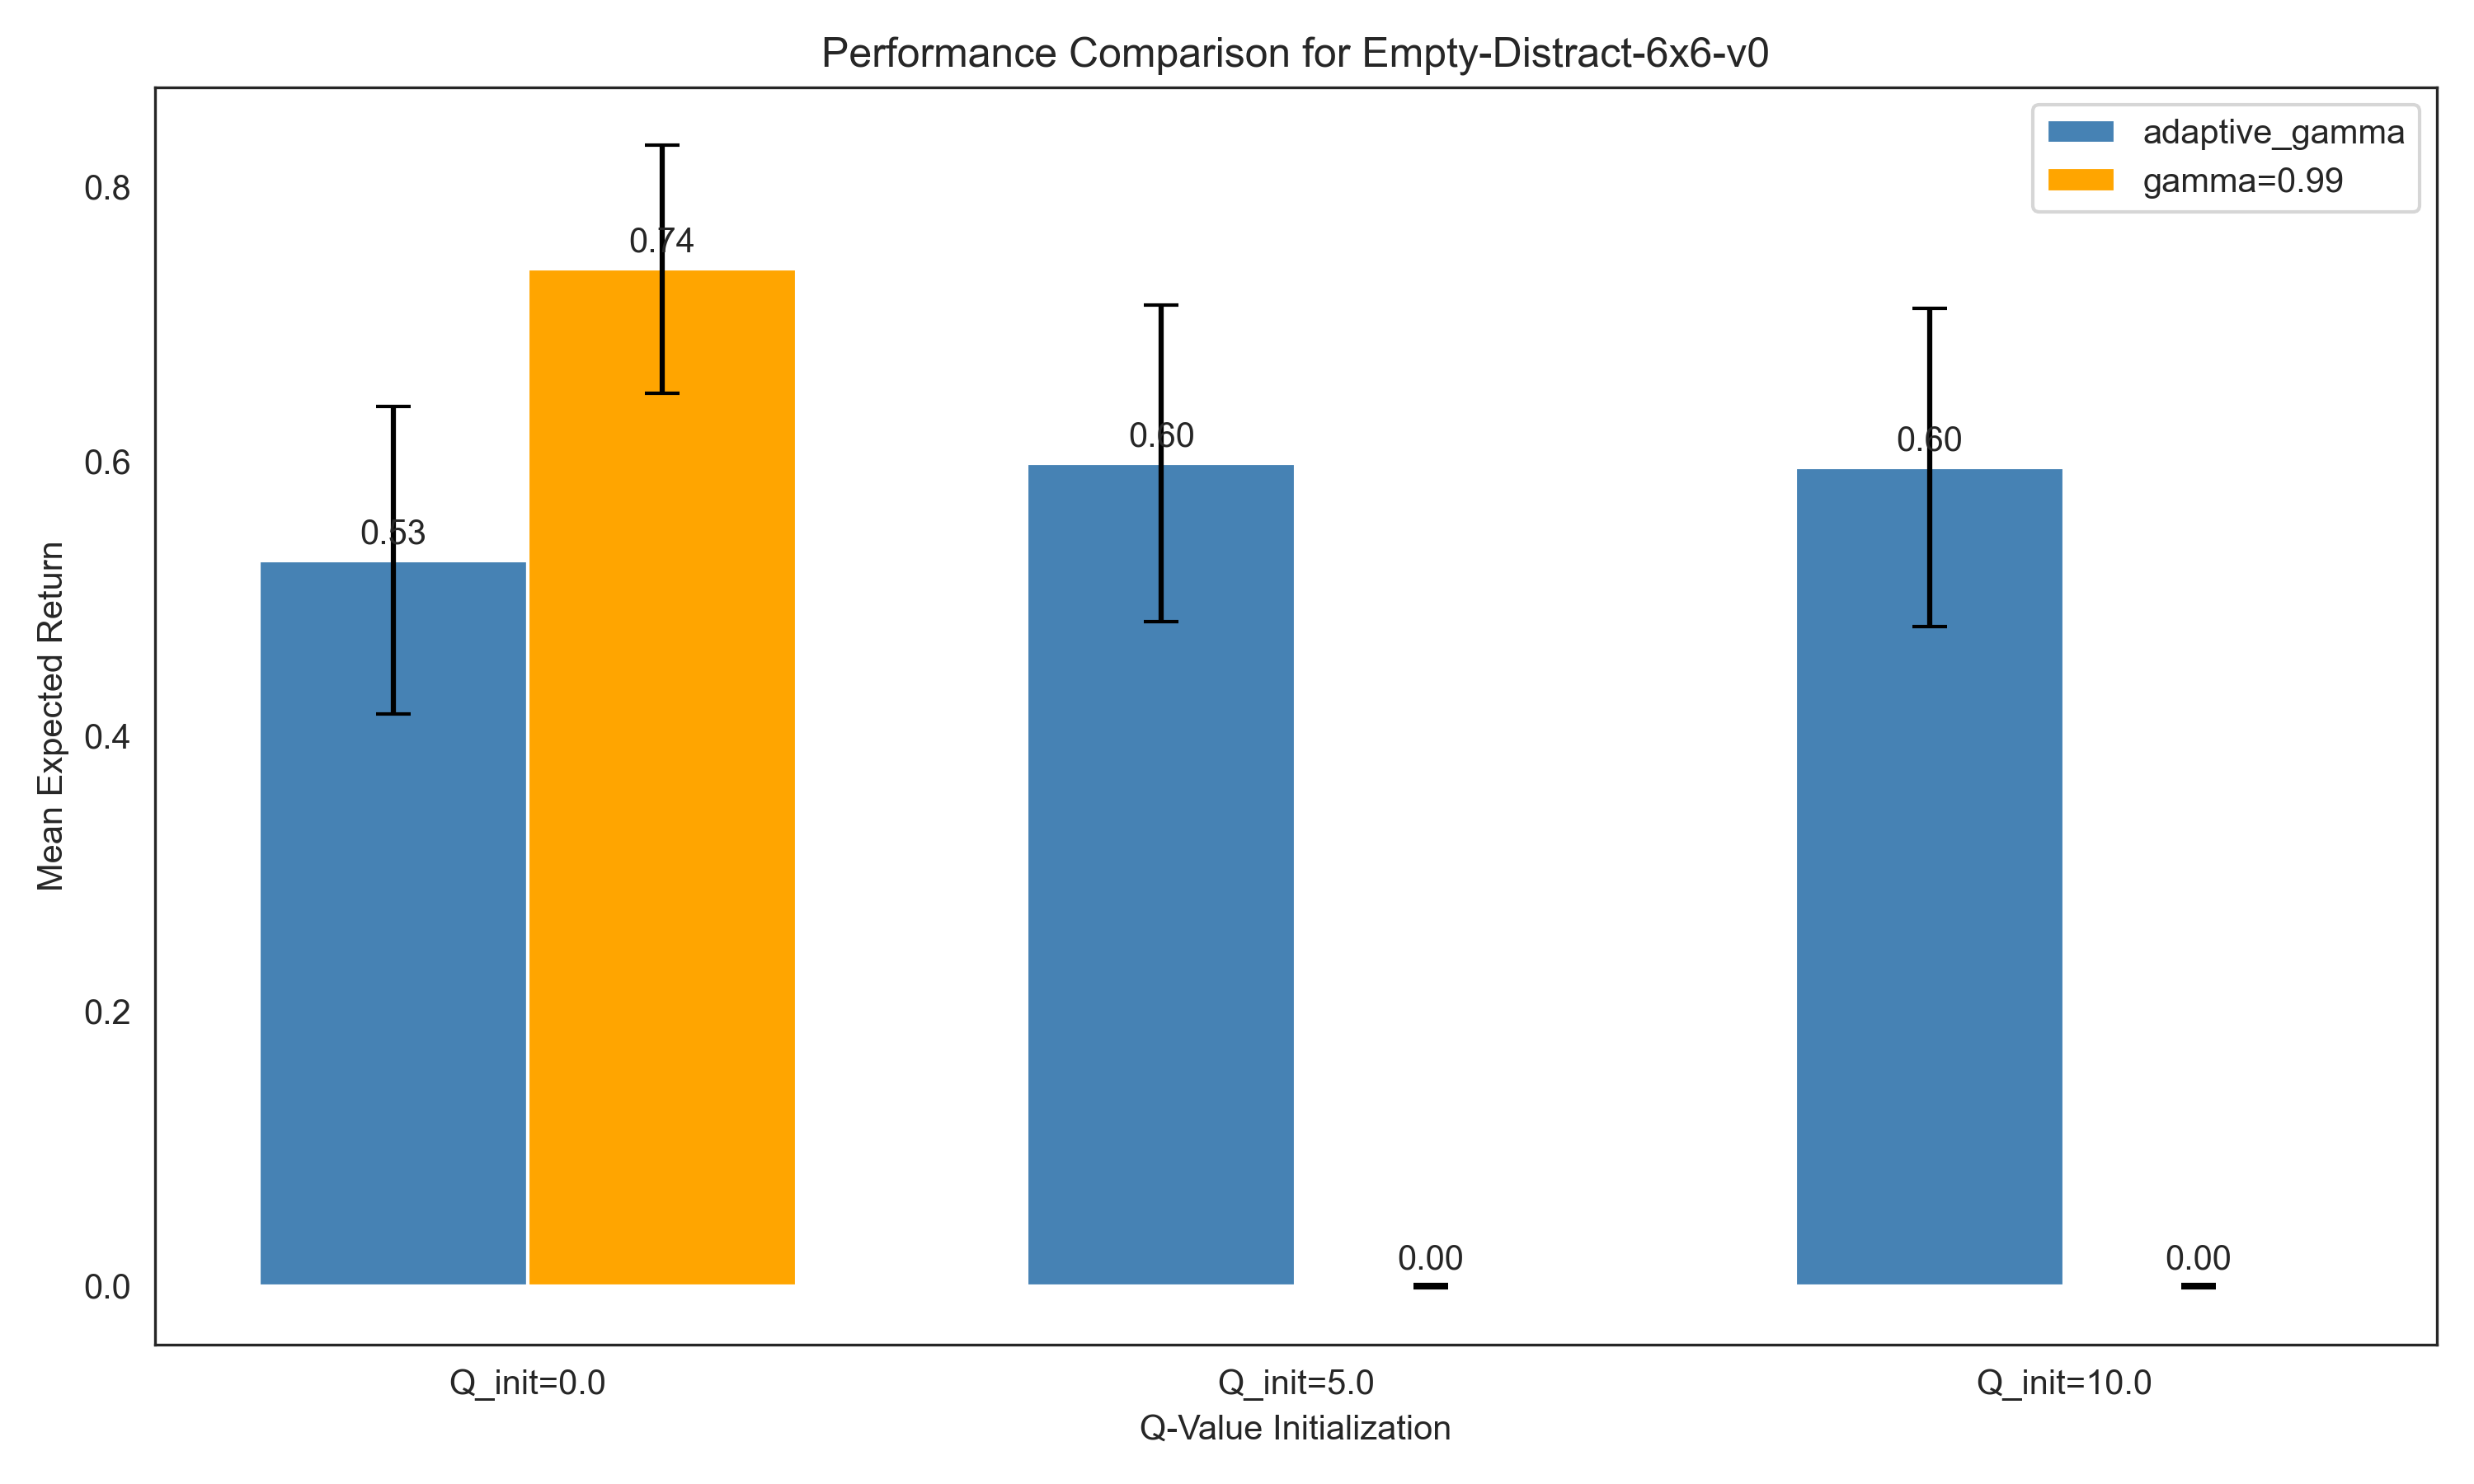 Performance Comparison for Empty-Distract-6x6-v0
adaptive_gamma
gamma=0.99
Mean Expected Return
0.8
0.6
0.4
0.2
0.0
0.53
0.74
0.60
0.00
0.60
0.00
Q_init=0.0
Q_init=5.0
Q_init=10.0
Q-Value Initialization